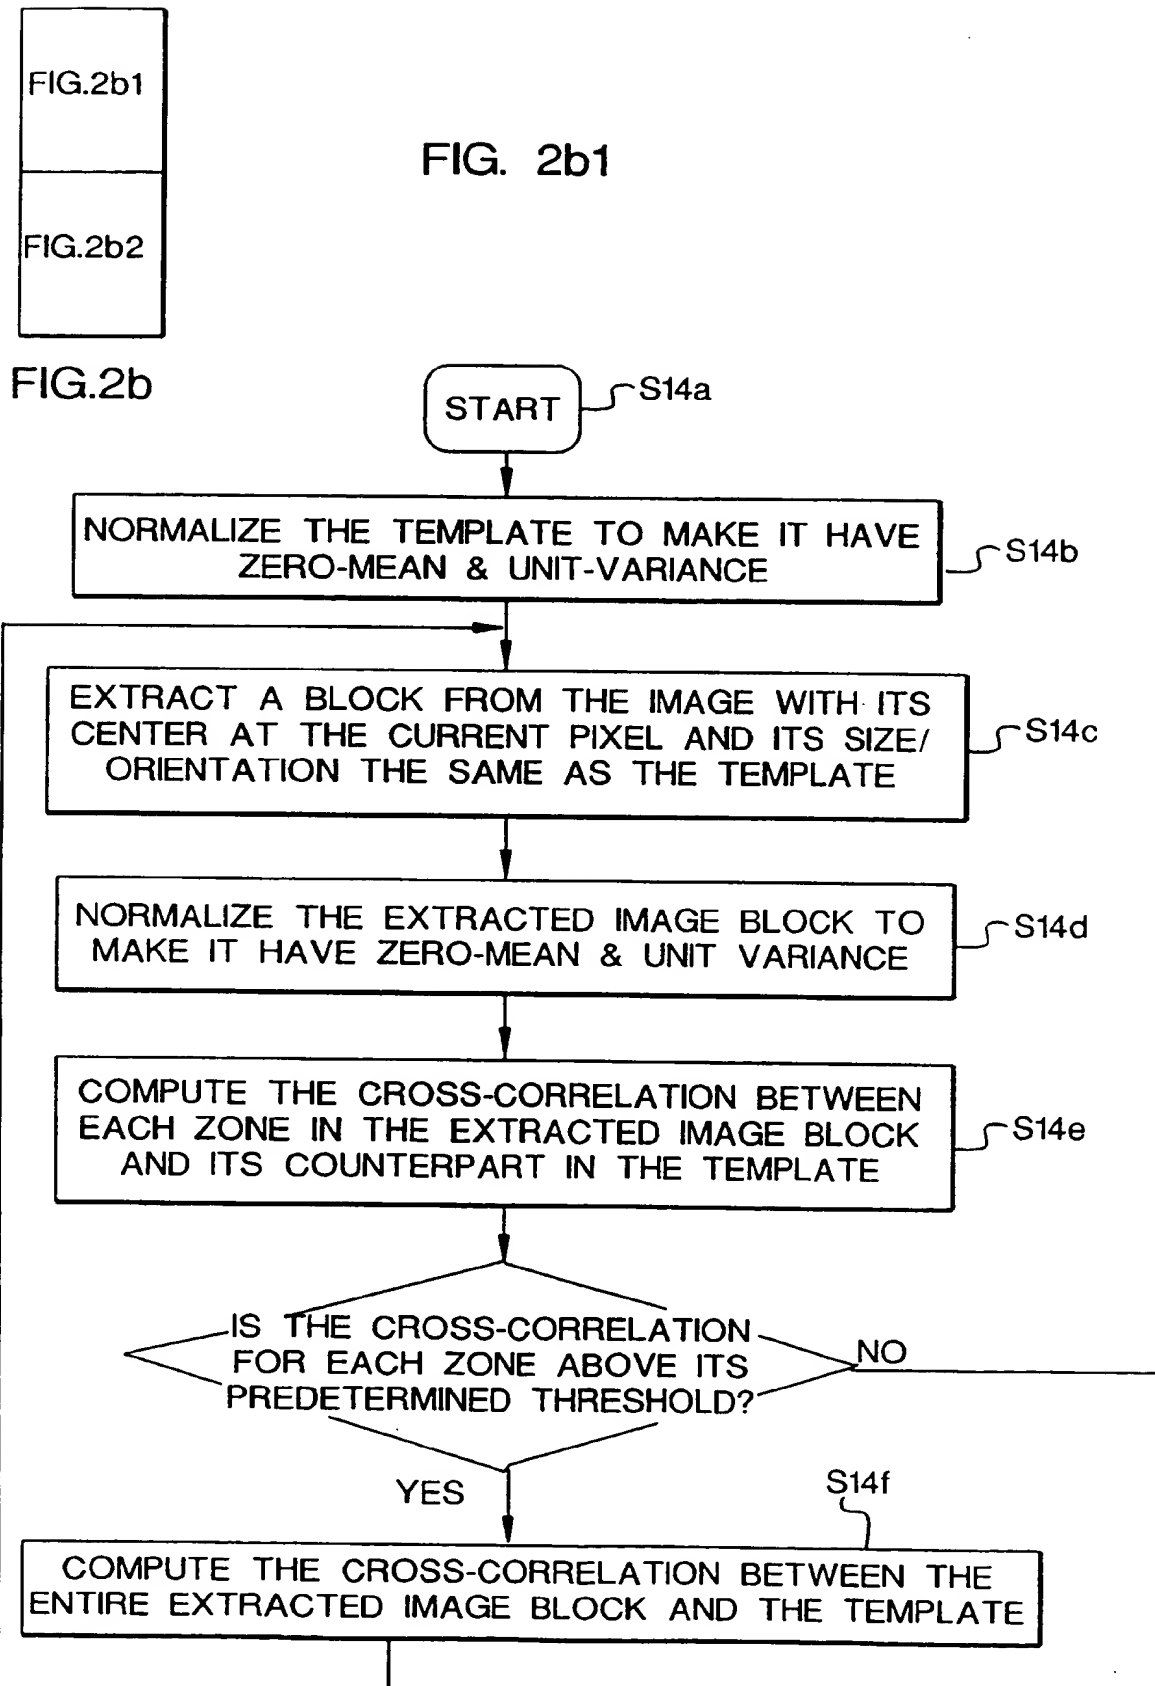 FIG.2b1
FIG.2b2
FIG.2b
FIG. 2b1
START
S14a
NORMALIZE THE TEMPLATE TO MAKE IT HAVE
ZERO-MEAN & UNIT-VARIANCE
S14b
EXTRACT A BLOCK FROM THE IMAGE WITH ITS
CENTER AT THE CURRENT PIXEL AND ITS SIZE/
ORIENTATION THE SAME AS THE TEMPLATE
S14c
NORMALIZE THE EXTRACTED IMAGE BLOCK TO
MAKE IT HAVE ZERO-MEAN & UNIT VARIANCE
S14d
COMPUTE THE CROSS-CORRELATION BETWEEN
EACH ZONE IN THE EXTRACTED IMAGE BLOCK
AND ITS COUNTERPART IN THE TEMPLATE
S14e
IS THE CROSS-CORRELATION
FOR EACH ZONE ABOVE ITS
PREDETERMINED THRESHOLD?
NO
YES
S14f
COMPUTE THE CROSS-CORRELATION BETWEEN THE
ENTIRE EXTRACTED IMAGE BLOCK AND THE TEMPLATE